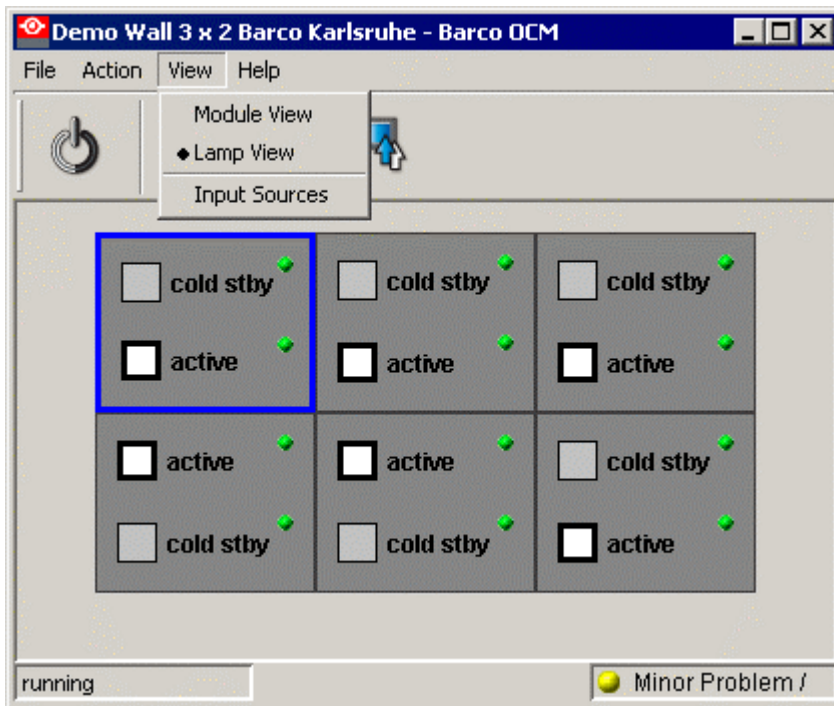 Demo Wall 3 x 2 Barco Karlsruhe - Barco OCM
File Action View Help
Module View
Lamp View
Input Sources
cold stby cold stby cold stby
active active active
active active cold stby
cold stby cold stby active
running Minor Problem /